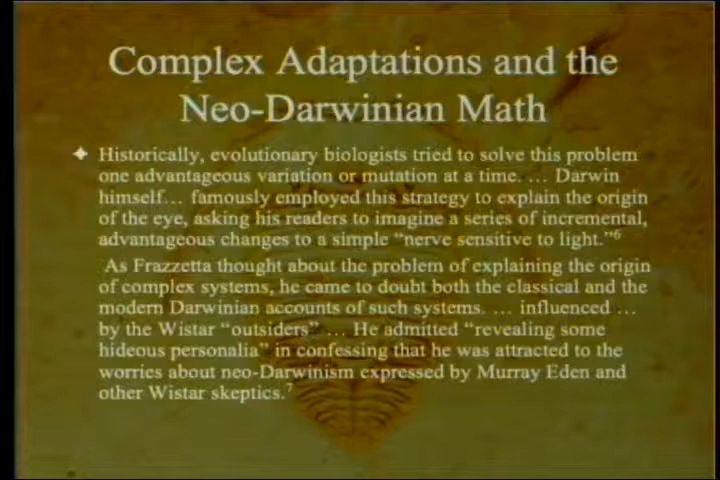 Complex Adaptations and the
Neo-Darwinian Math
Historically, evolutionary biologists tried to solve this problem
one advantageous variation or mutation at a time. … Darwin
himself… famously employed this strategy to explain the origin
of the eye, asking his readers to imagine a series of incremental,
advantageous changes to a simple “nerve sensitive to light.”6
As Frazzetta thought about the problem of explaining the origin
of complex systems, he came to doubt both the classical and the
modern Darwinian accounts of such systems. … influenced …
by the Wistar “outsiders” … He admitted “revealing some
hideous personalia” in confessing that he was attracted to the
worries about neo-Darwinism expressed by Murray Eden and
other Wistar skeptics.7